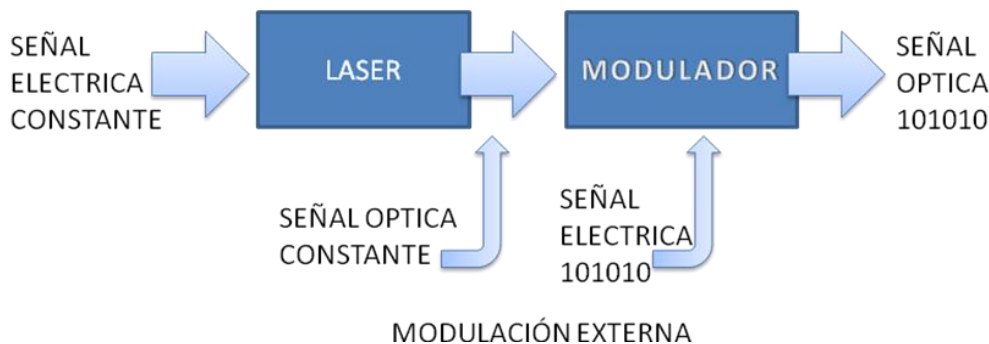 SEÑAL
ELECTRICA
CONSTANTE
LASER
MODULADOR
SEÑAL
OPTICA
101010
SEÑAL OPTICA
CONSTANTE
SEÑAL
ELECTRICA
101010
MODULACIÓN EXTERNA